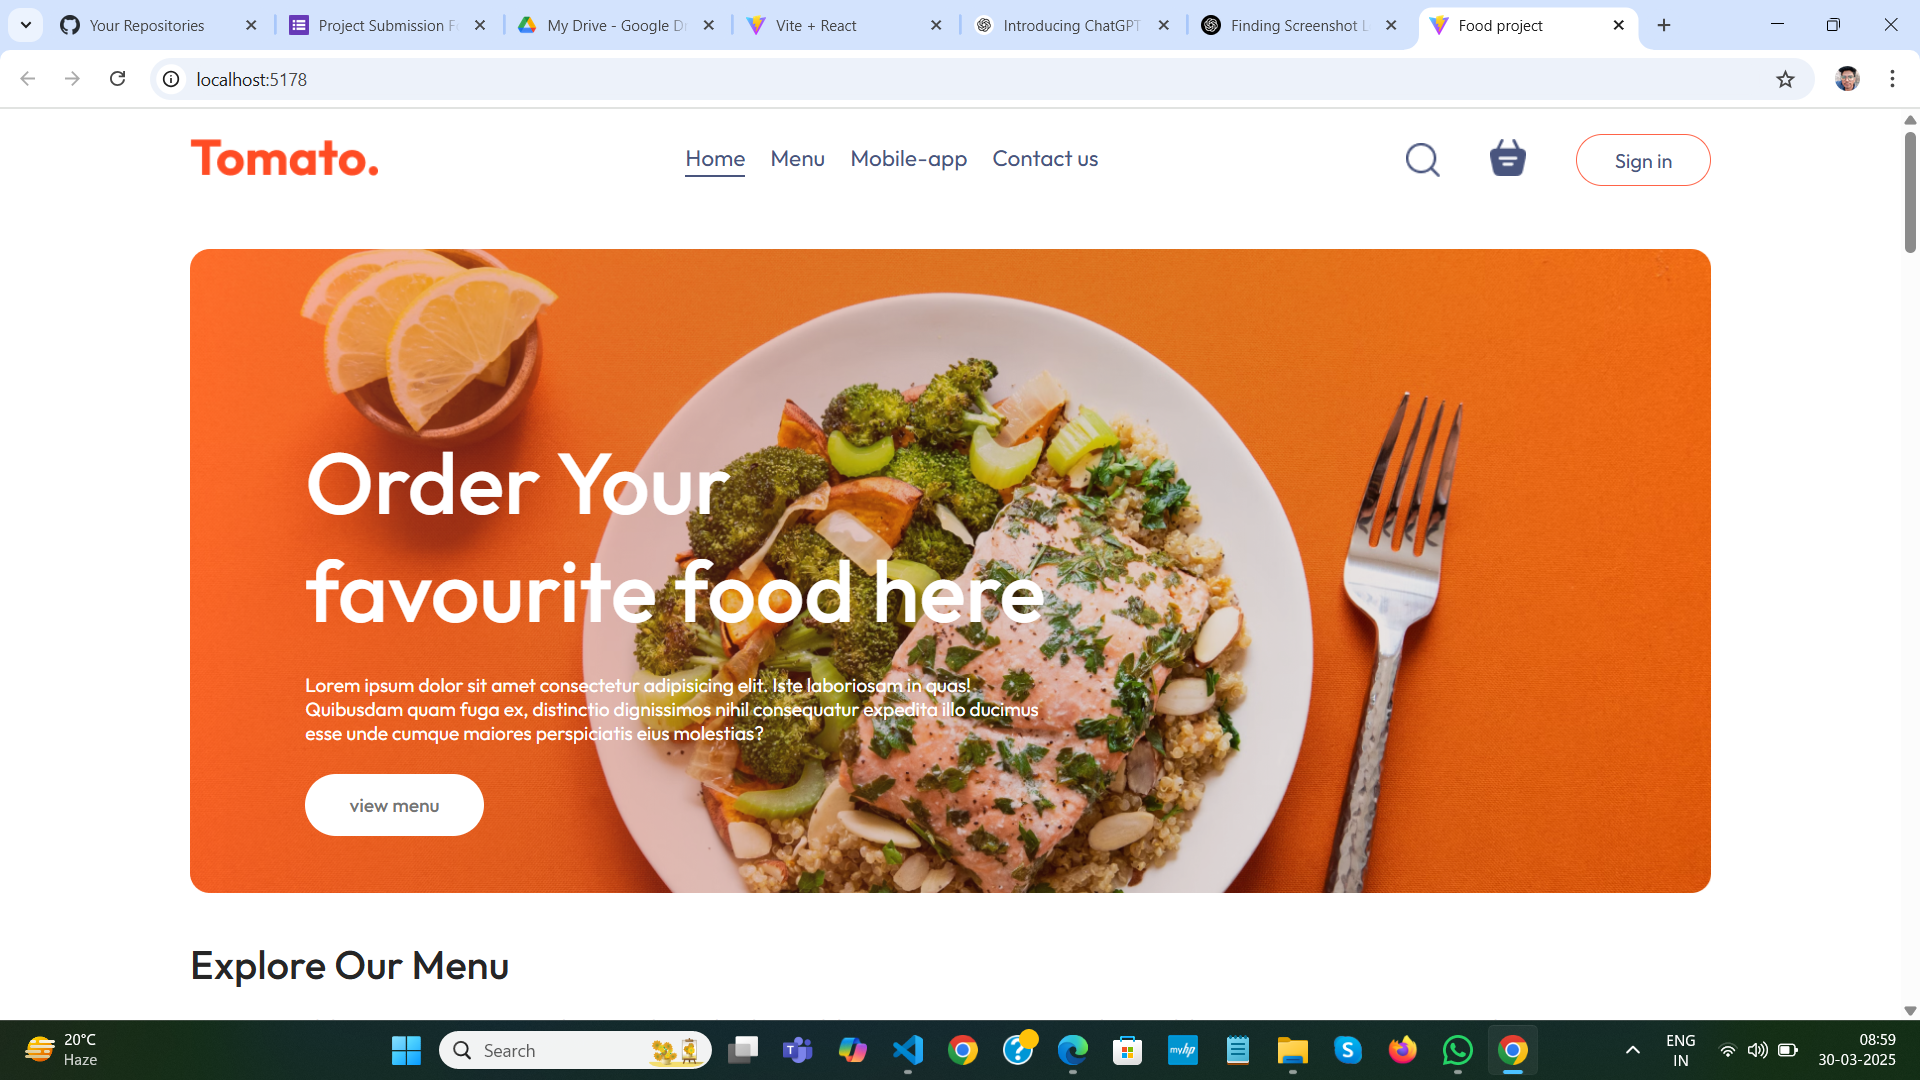 Your Repositories
Project Submission Fo
My Drive - Google Dr
Vite + React
Introducing ChatGPT
Finding Screenshot L
Food project
localhost:5178
Tomato.
Home
Menu
Mobile-app
Contact us
Sign in
Order Your
favourite food here
Lorem ipsum dolor sit amet consectetur adipisicing elit. Iste laboriosam in quas!
Quibusdam quam fuga ex, distinctio dignissimos nihil consequatur expedita illo ducimus
esse unde cumque maiores perspiciatis eius molestias?
view menu
Explore Our Menu
20°C
Haze
Search
myhp
ENG
IN
08:59
30-03-2025